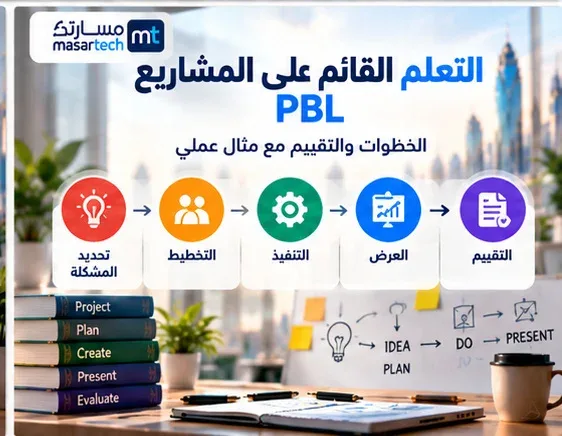 مسارتك
masartech
mt
التعلم القائم على المشاريع
PBL
الخظوات والتقييم مع مثال عملي
تحديد
المشكلة
التخطيط
التنفيذ
العرض
التقييم
Project
Plan
Create
Present
Evaluate
IDEA
PLAN
DO
PRESENT